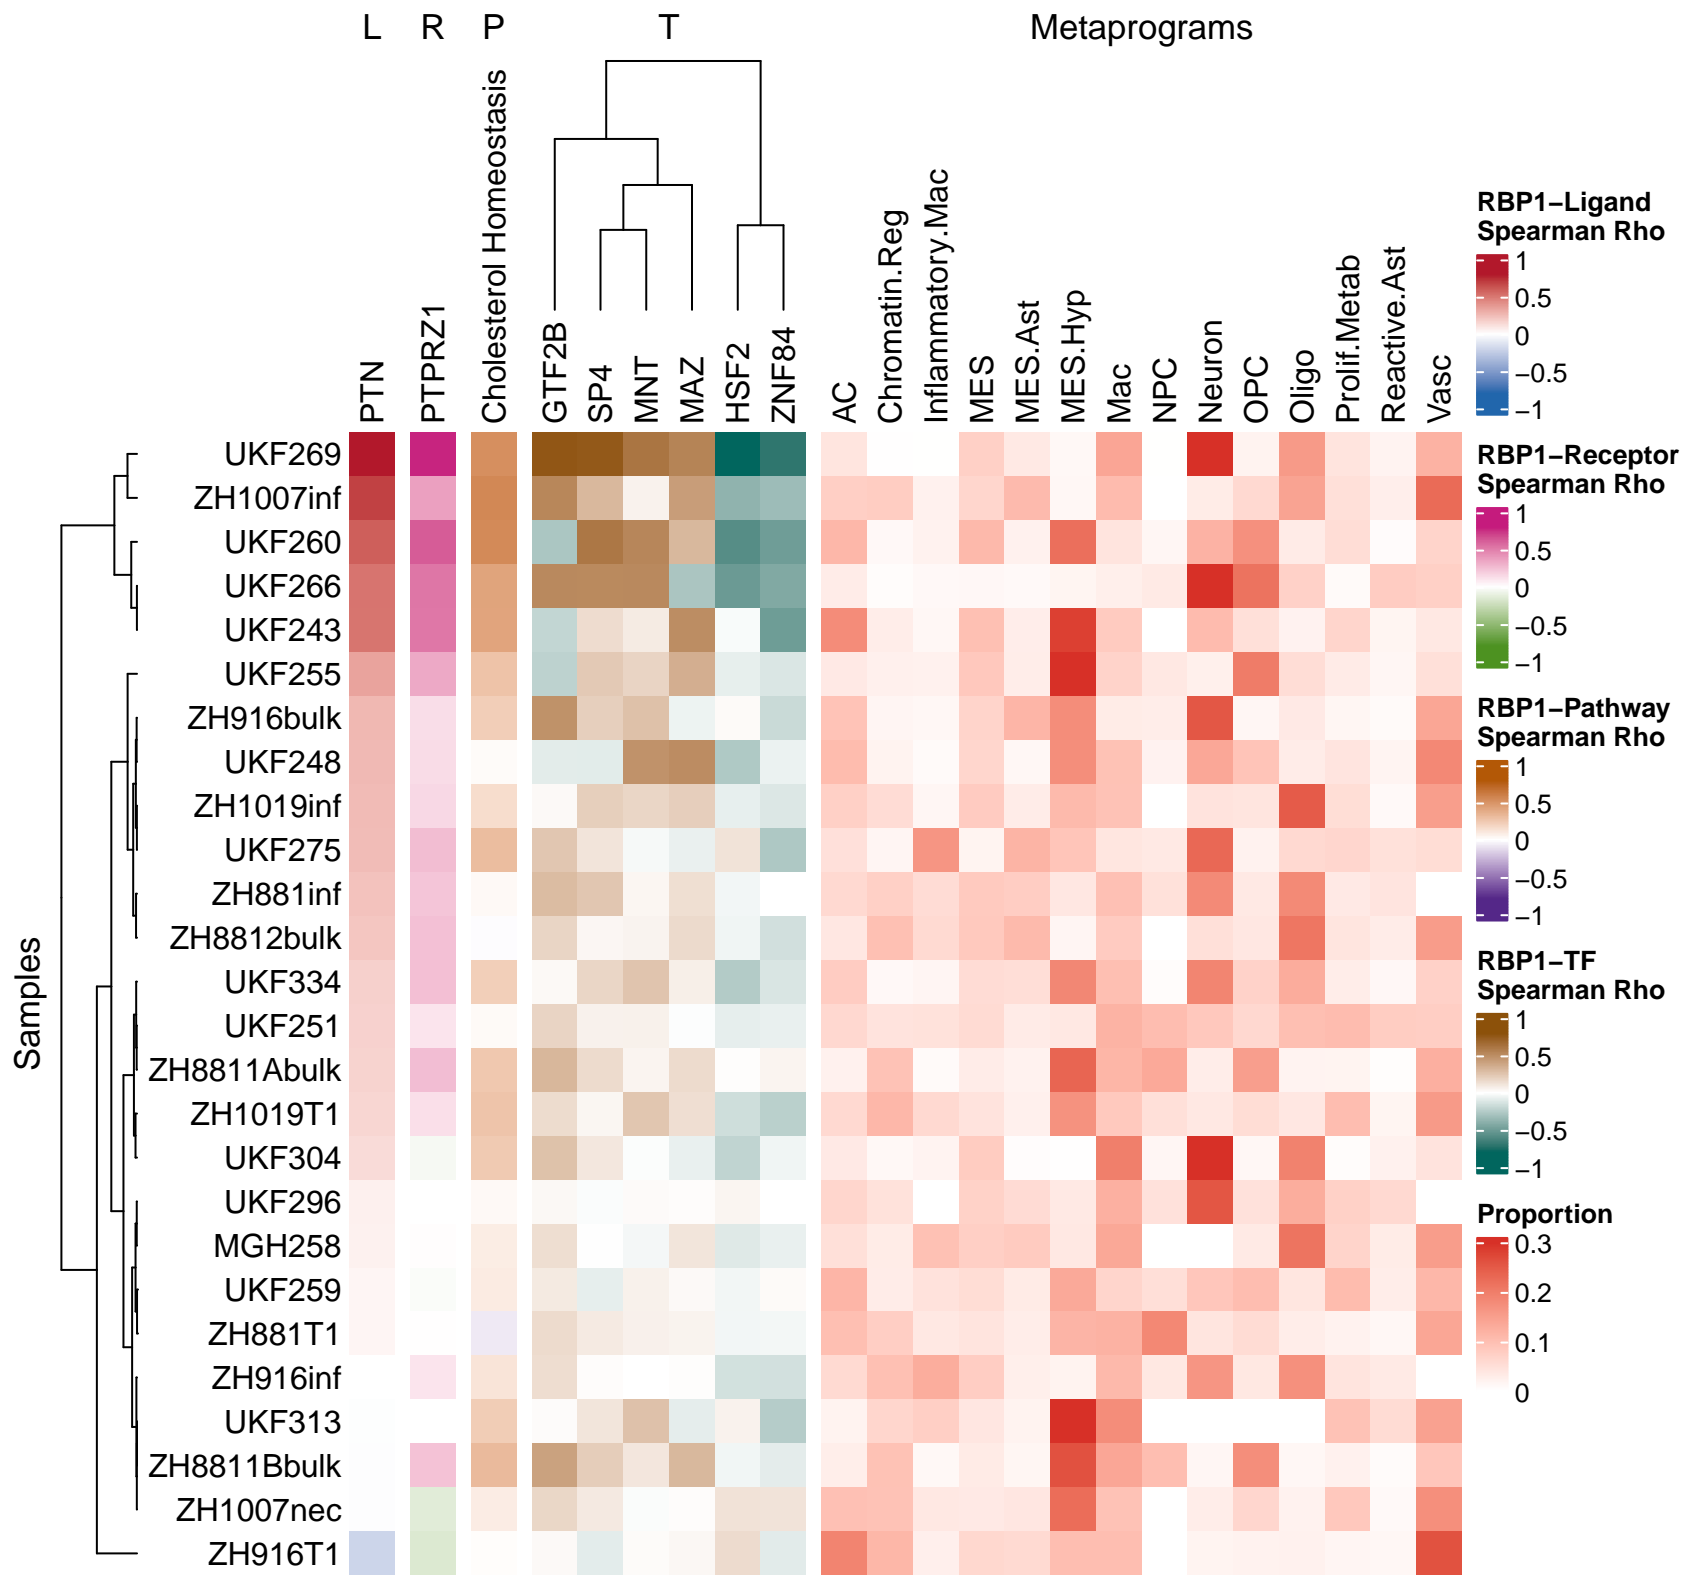 L R P T Metaprograms
PTN
PTPRZ1
Cholesterol Homeostasis
GTF2B
SP4
MNT
MAZ
HSF2
ZNF84
AC
Chromatin.Reg
Inflammatory.Mac
MES
MES.Ast
MES.Hyp
Mac
NPC
Neuron
OPC
Oligo
Prolif.Metab
Reactive.Ast
Vasc
Samples
UKF269
ZH1007inf
UKF260
UKF266
UKF243
UKF255
ZH916bulk
UKF248
ZH1019inf
UKF275
ZH881inf
ZH8812bulk
UKF334
UKF251
ZH8811Abulk
ZH1019T1
UKF304
UKF296
MGH258
UKF259
ZH881T1
ZH916inf
UKF313
ZH8811Bbulk
ZH1007nec
ZH916T1
RBP1−Ligand
Spearman Rho
1
0.5
0
−0.5
−1
RBP1−Receptor
Spearman Rho
1
0.5
0
−0.5
−1
RBP1−Pathway
Spearman Rho
1
0.5
0
−0.5
−1
RBP1−TF
Spearman Rho
1
0.5
0
−0.5
−1
Proportion
0.3
0.2
0.1
0